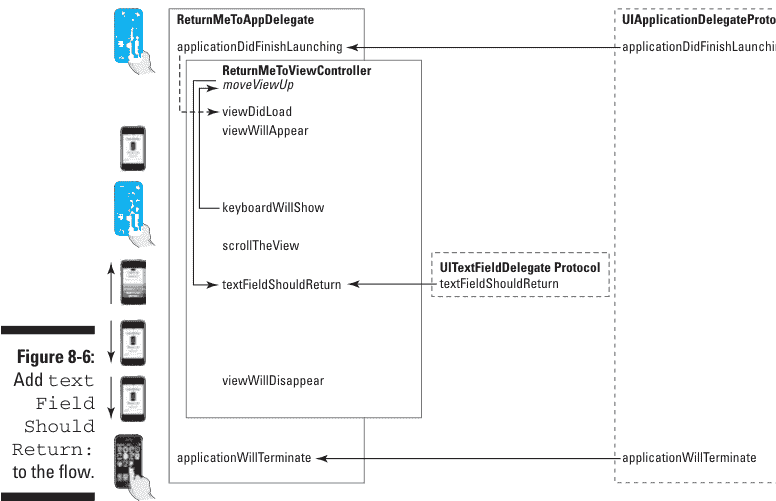 ReturnMeToAppDelegate
UIApplicationDelegateProto
applicationDidFinishLaunching
applicationDidFinishLaunchi
ReturnMeToViewController
moveViewUp
viewDidLoad
viewWillAppear
keyboardWillShow
scrollTheView
UITextFieldDelegate Protocol
textFieldShouldReturn
textFieldShouldReturn
Figure 8-6:
Add text
Field
Should
Return:
to the flow.
viewWillDisappear
applicationWillTerminate
applicationWillTerminate